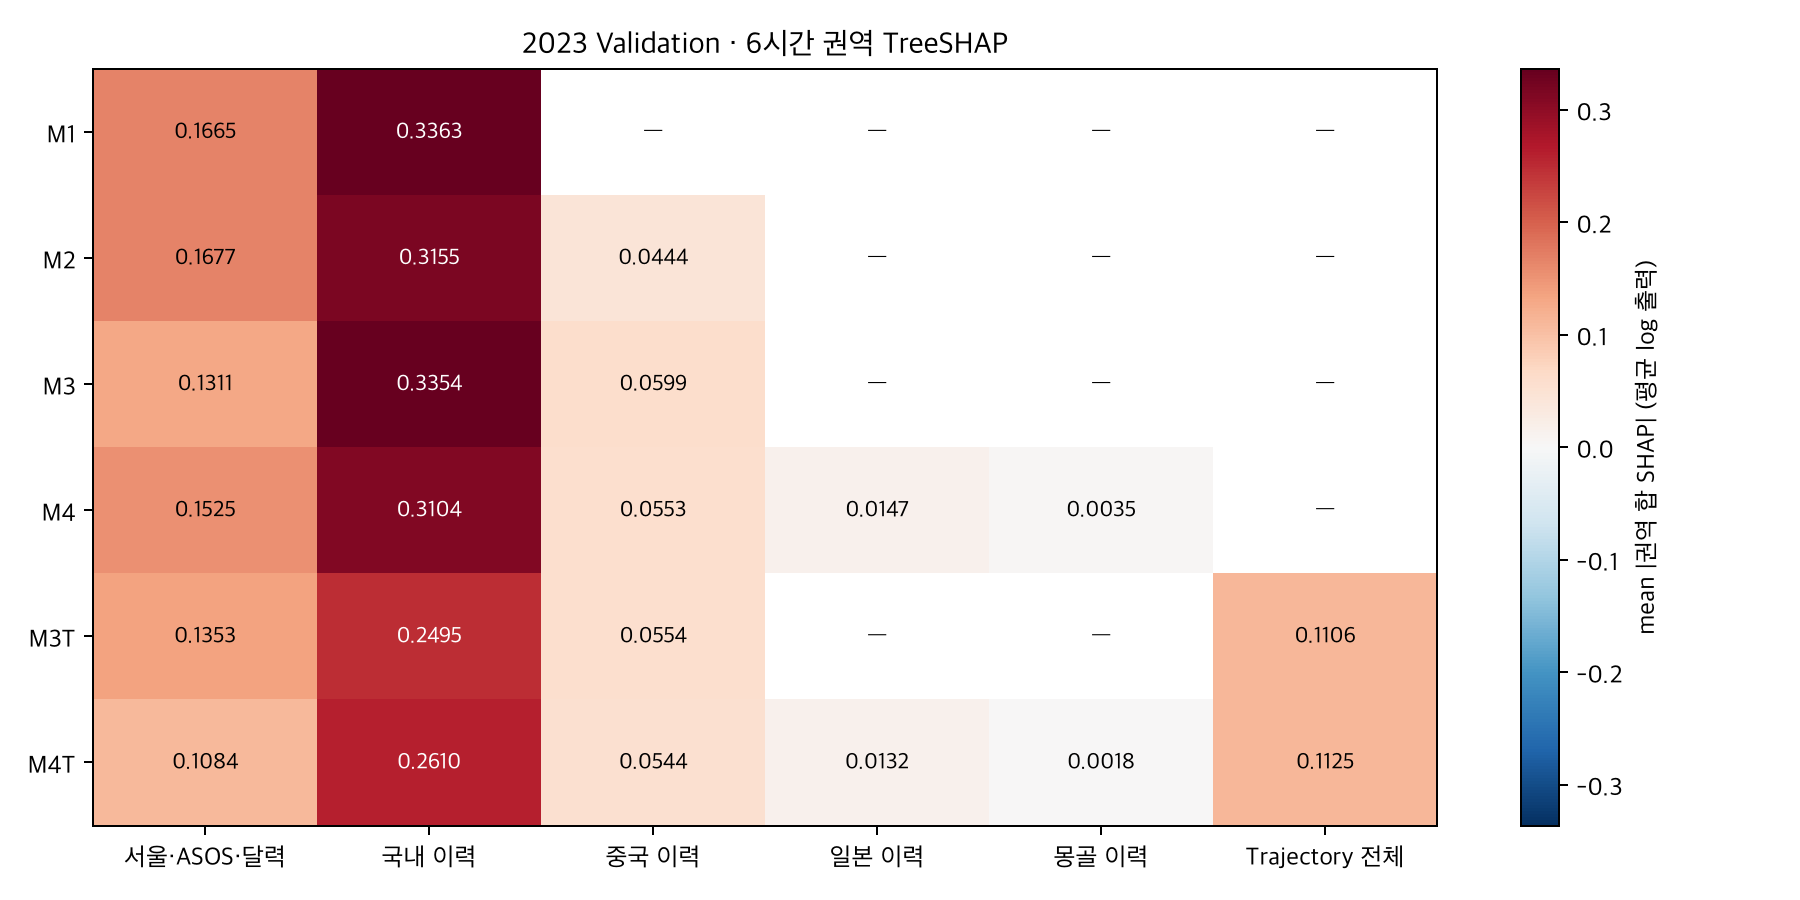 2023 Validation · 6시간 권역 TreeSHAP
M1 0.1665 0.3363 — — — —
M2 0.1677 0.3155 0.0444 — — —
M3 0.1311 0.3354 0.0599 — — —
M4 0.1525 0.3104 0.0553 0.0147 0.0035 —
M3T 0.1353 0.2495 0.0554 — — 0.1106
M4T 0.1084 0.2610 0.0544 0.0132 0.0018 0.1125
서울·ASOS·달력 국내 이력 중국 이력 일본 이력 몽골 이력 Trajectory 전체
0.3
0.2
0.1
0.0
-0.1
-0.2
-0.3
mean |권역 합 SHAP| (평균 log 출력)